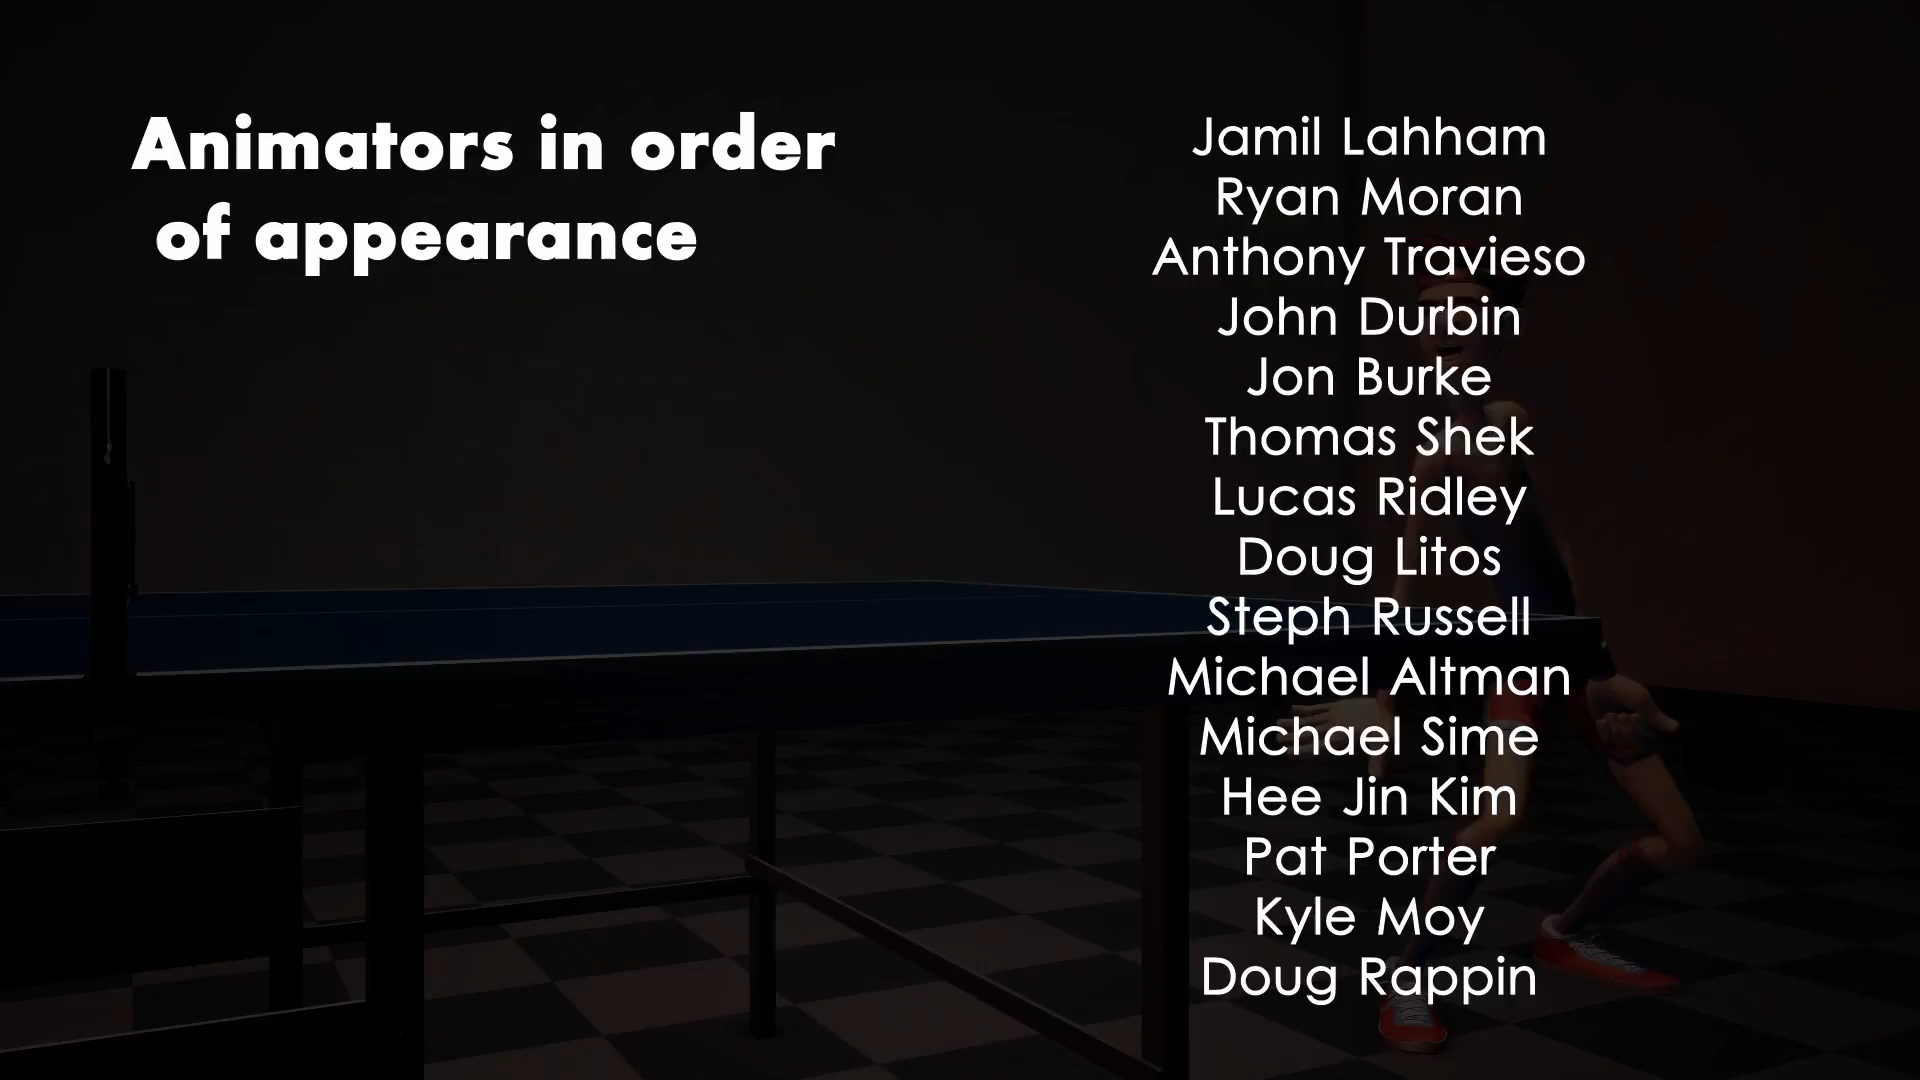 Animators in order
of appearance
Jamil Lahham
Ryan Moran
Anthony Travieso
John Durbin
Jon Burke
Thomas Shek
Lucas Ridley
Doug Litos
Steph Russell
Michael Altman
Michael Sime
Hee Jin Kim
Pat Porter
Kyle Moy
Doug Rappin